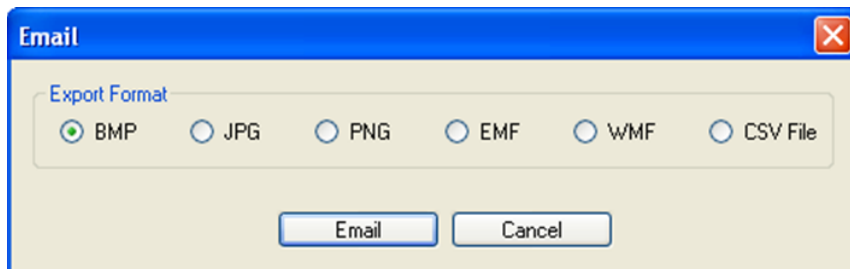 Email
Export Format
BMP JPG PNG EMF WMF CSV File
Email Cancel